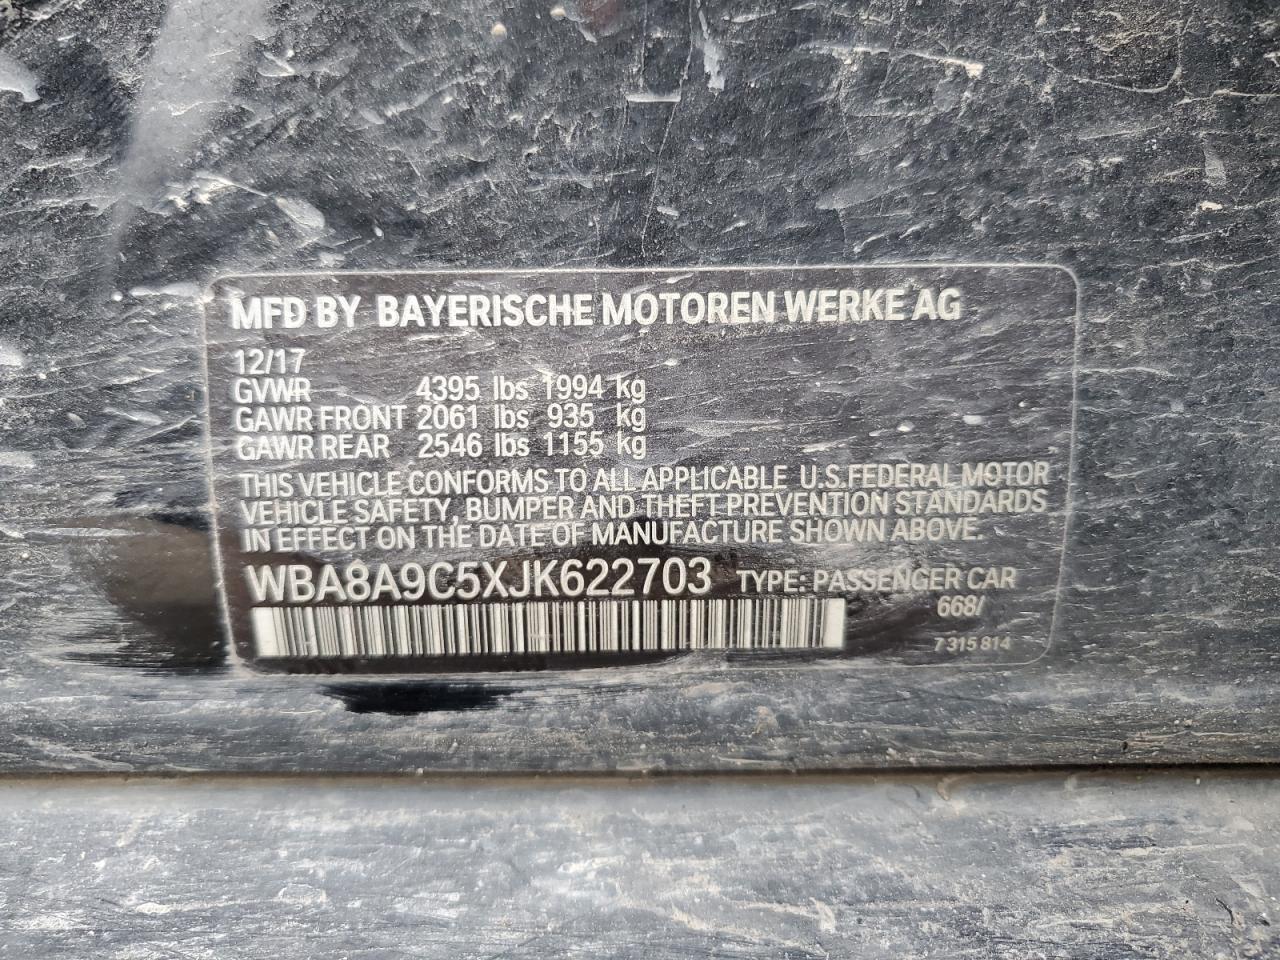 MFD BY BAYERISCHE MOTOREN WERKE AG
12/17
GVWR 4395 lbs 1994 kg
GAWR FRONT 2061 lbs 935 kg
GAWR REAR 2546 lbs 1155 kg
THIS VEHICLE CONFORMS TO ALL APPLICABLE U.S.FEDERAL MOTOR
VEHICLE SAFETY, BUMPER AND THEFT PREVENTION STANDARDS
IN EFFECT ON THE DATE OF MANUFACTURE SHOWN ABOVE.
WBA8A9C5XJK622703 TYPE: PASSENGER CAR
668/
7 315 814